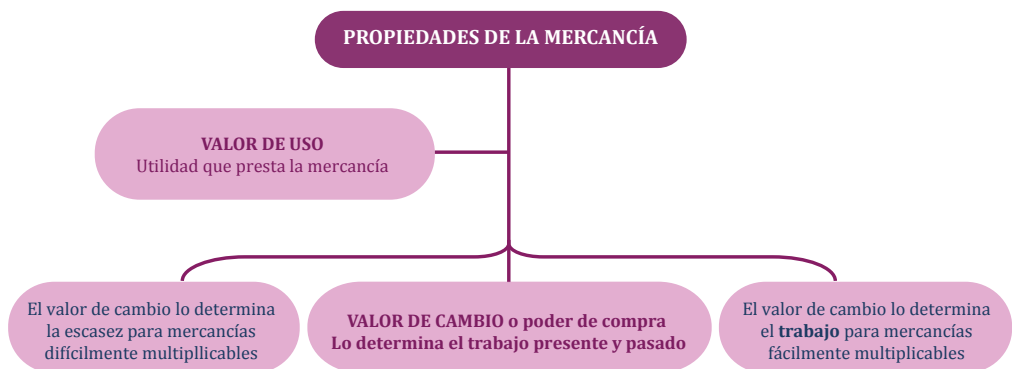 PROPIEDADES DE LA MERCANCÍA
VALOR DE USO
Utilidad que presta la mercancía
El valor de cambio lo determina
la escasez para mercancías
difícilmente multipllicables
VALOR DE CAMBIO o poder de compra
Lo determina el trabajo presente y pasado
El valor de cambio lo determina
el trabajo para mercancías
fácilmente multiplicables